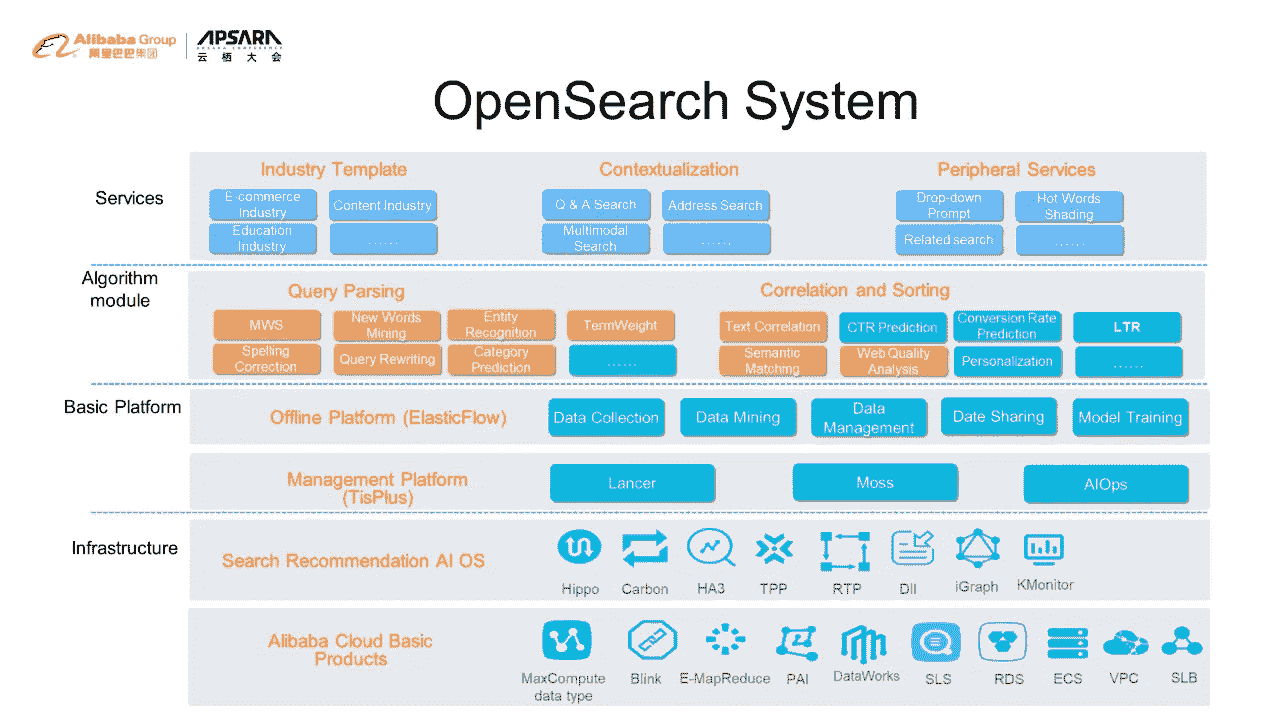 Alibaba Group
阿里巴巴集团
APSARA
APSARA CONFERENCE
云栖大会
OpenSearch System
Services
Industry Template
E-commerce
Industry
Content Industry
Education
Industry
......
Contextualization
Q & A Search
Address Search
Multimodal
Search
......
Peripheral Services
Drop-down
Prompt
Hot Words
Shading
Related search
......
Algorithm
module
Query Parsing
MWS
New Words
Mining
Entity
Recognition
TermWeight
Spelling
Correction
Query Rewriting
Category
Prediction
......
Correlation and Sorting
Text Correlation
CTR Prediction
Conversion Rate
Prediction
LTR
Semantic
Matching
Web Quality
Analysis
Personalization
......
Basic Platform
Offline Platform (ElasticFlow)
Data Collection
Data Mining
Data
Management
Date Sharing
Model Training
Management Platform
(TisPlus)
Lancer
Moss
AIOps
Infrastructure
Search Recommendation AI OS
Hippo
Carbon
HA3
TPP
RTP
DII
iGraph
KMonitor
Alibaba Cloud Basic
Products
MaxCompute
data type
Blink
E-MapReduce
PAI
DataWorks
SLS
RDS
ECS
VPC
SLB